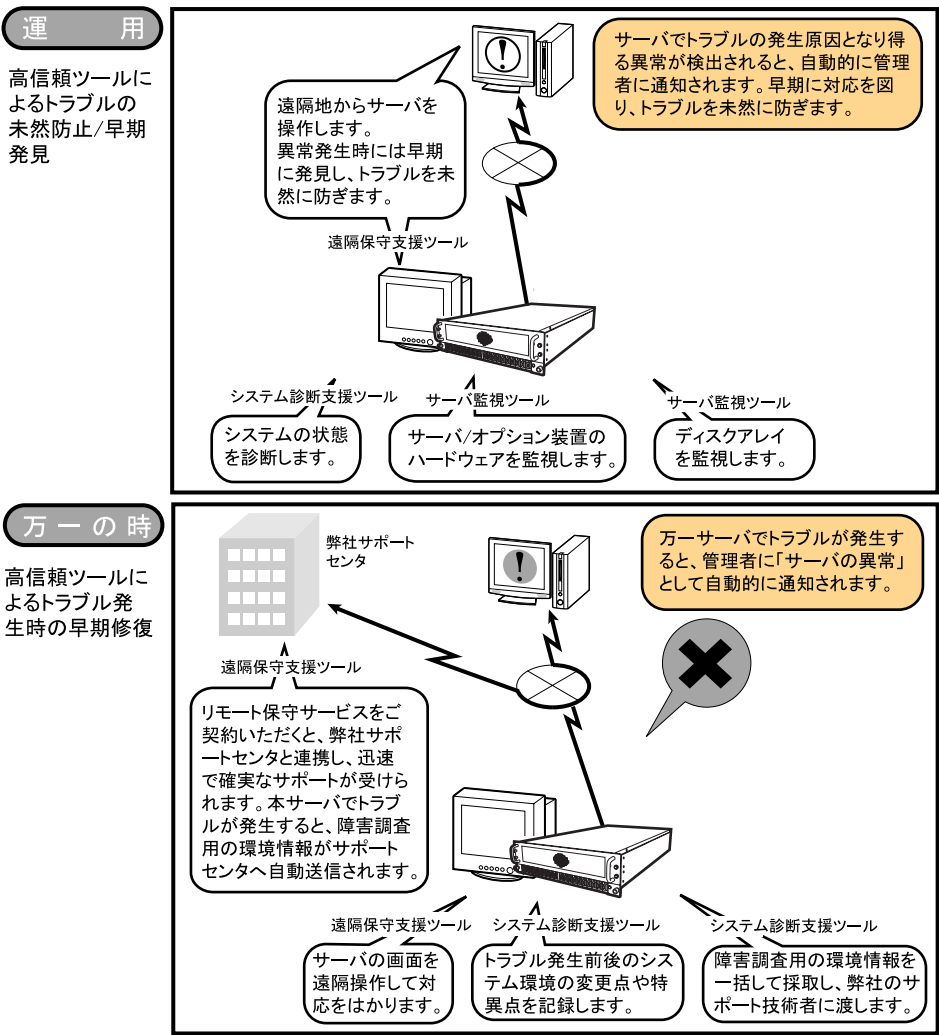 運 用
高信頼ツールに
よるトラブルの
未然防止/早期
発見
サーバでトラブルの発生原因となり得
る異常が検出されると、自動的に管理
者に通知されます。早期に対応を図
り、トラブルを未然に防ぎます。
遠隔地からサーバを
操作します。
異常発生時には早期
に発見し、トラブルを未
然に防ぎます。
遠隔保守支援ツール
システム診断支援ツール
システムの状態
を診断します。
サーバ監視ツール
サーバ/オプション装置の
ハードウェアを監視します。
サーバ監視ツール
ディスクアレイ
を監視します。
万一の時
高信頼ツールに
よるトラブル発
生時の早期修復
弊社サポート
センタ
万一サーバでトラブルが発生す
ると、管理者に「サーバの異常」
として自動的に通知されます。
遠隔保守支援ツール
リモート保守サービスをご
契約いただくと、弊社サポ
ートセンタと連携し、迅速
で確実なサポートが受けら
れます。本サーバでトラブ
ルが発生すると、障害調査
用の環境情報がサポート
センタへ自動送信されます。
遠隔保守支援ツール
サーバの画面を
遠隔操作して対
応をはかります。
システム診断支援ツール
トラブル発生前後のシス
テム環境の変更点や特
異点を記録します。
システム診断支援ツール
障害調査用の環境情報を
一括して採取し、弊社のサ
ポート技術者に渡します。